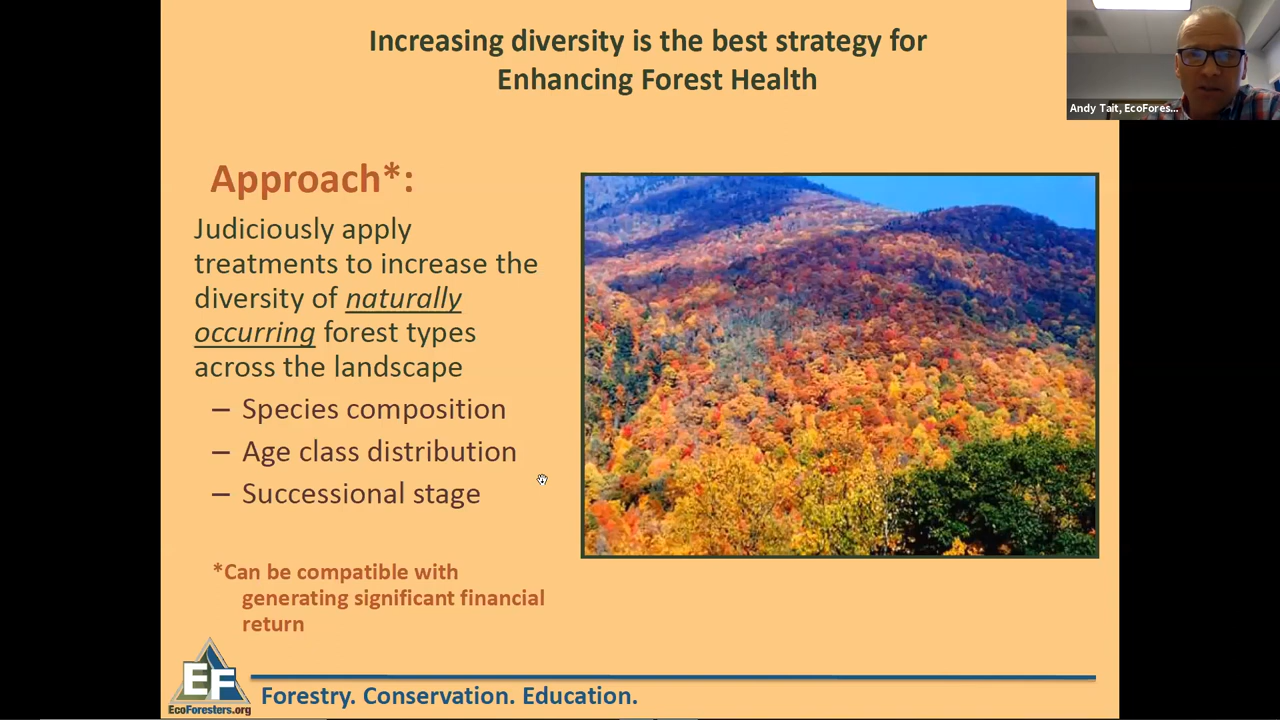 Increasing diversity is the best strategy for
Enhancing Forest Health
Andy Tait, EcoFores...
Approach*:
Judiciously apply
treatments to increase the
diversity of naturally
occurring forest types
across the landscape
– Species composition
– Age class distribution
– Successional stage
*Can be compatible with
generating significant financial
return
EF
EcoForesters.org
Forestry. Conservation. Education.